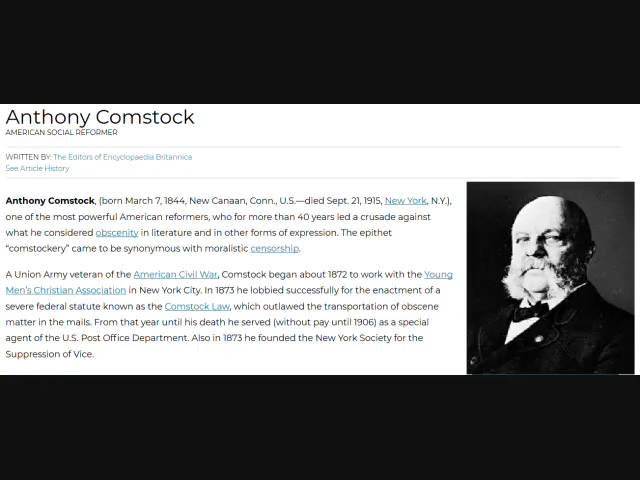 Anthony Comstock
AMERICAN SOCIAL REFORMER
WRITTEN BY: The Editors of Encyclopaedia Britannica
See Article History
Anthony Comstock, (born March 7, 1844, New Canaan, Conn., U.S.—died Sept. 21, 1915, New York, N.Y.),
one of the most powerful American reformers, who for more than 40 years led a crusade against
what he considered obscenity in literature and in other forms of expression. The epithet
“comstockery” came to be synonymous with moralistic censorship.
A Union Army veteran of the American Civil War, Comstock began about 1872 to work with the Young
Men’s Christian Association in New York City. In 1873 he lobbied successfully for the enactment of a
severe federal statute known as the Comstock Law, which outlawed the transportation of obscene
matter in the mails. From that year until his death he served (without pay until 1906) as a special
agent of the U.S. Post Office Department. Also in 1873 he founded the New York Society for the
Suppression of Vice.